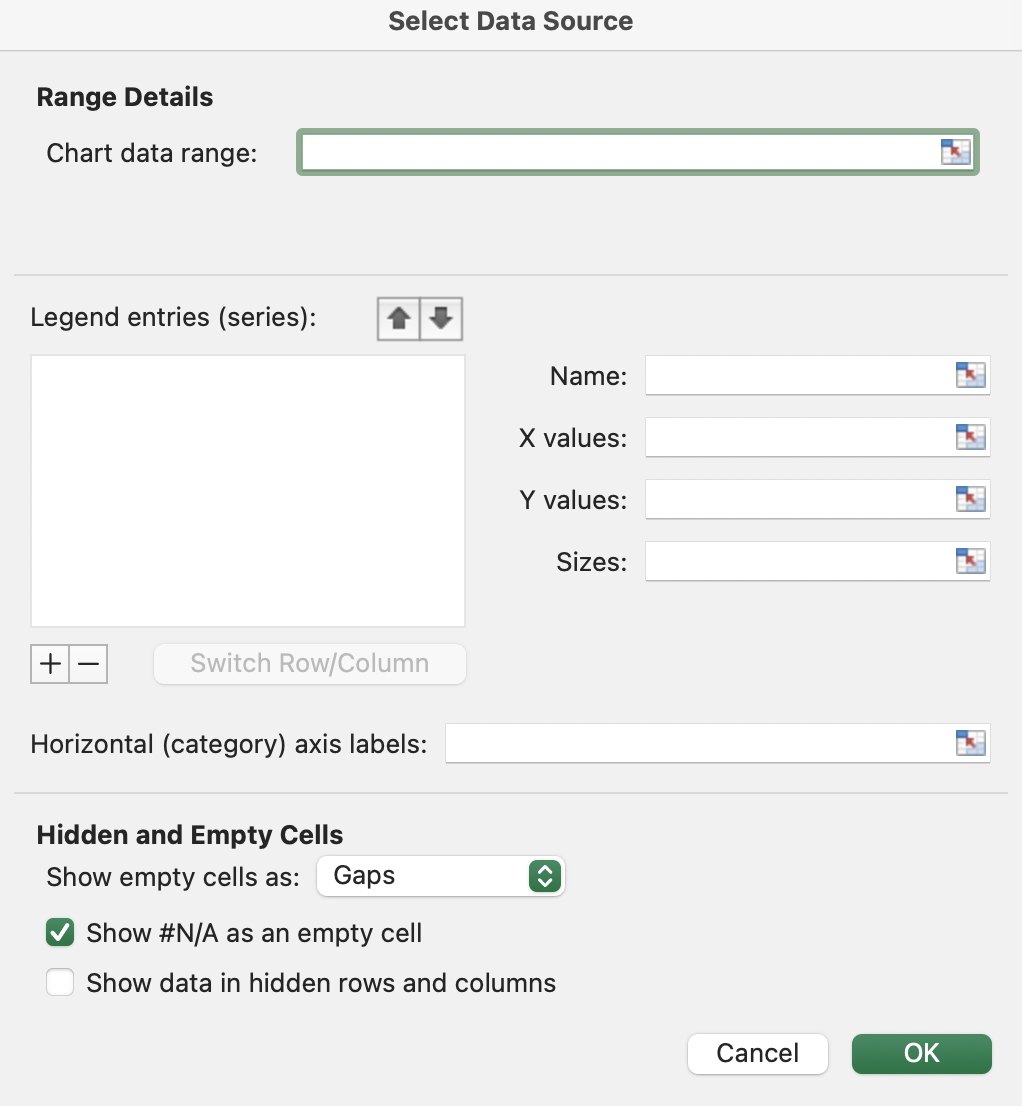 Select Data Source
Range Details
Chart data range:
Legend entries (series):
Name:
X values:
Y values:
Sizes:
Switch Row/Column
Horizontal (category) axis labels:
Hidden and Empty Cells
Show empty cells as: Gaps
Show #N/A as an empty cell
Show data in hidden rows and columns
Cancel OK